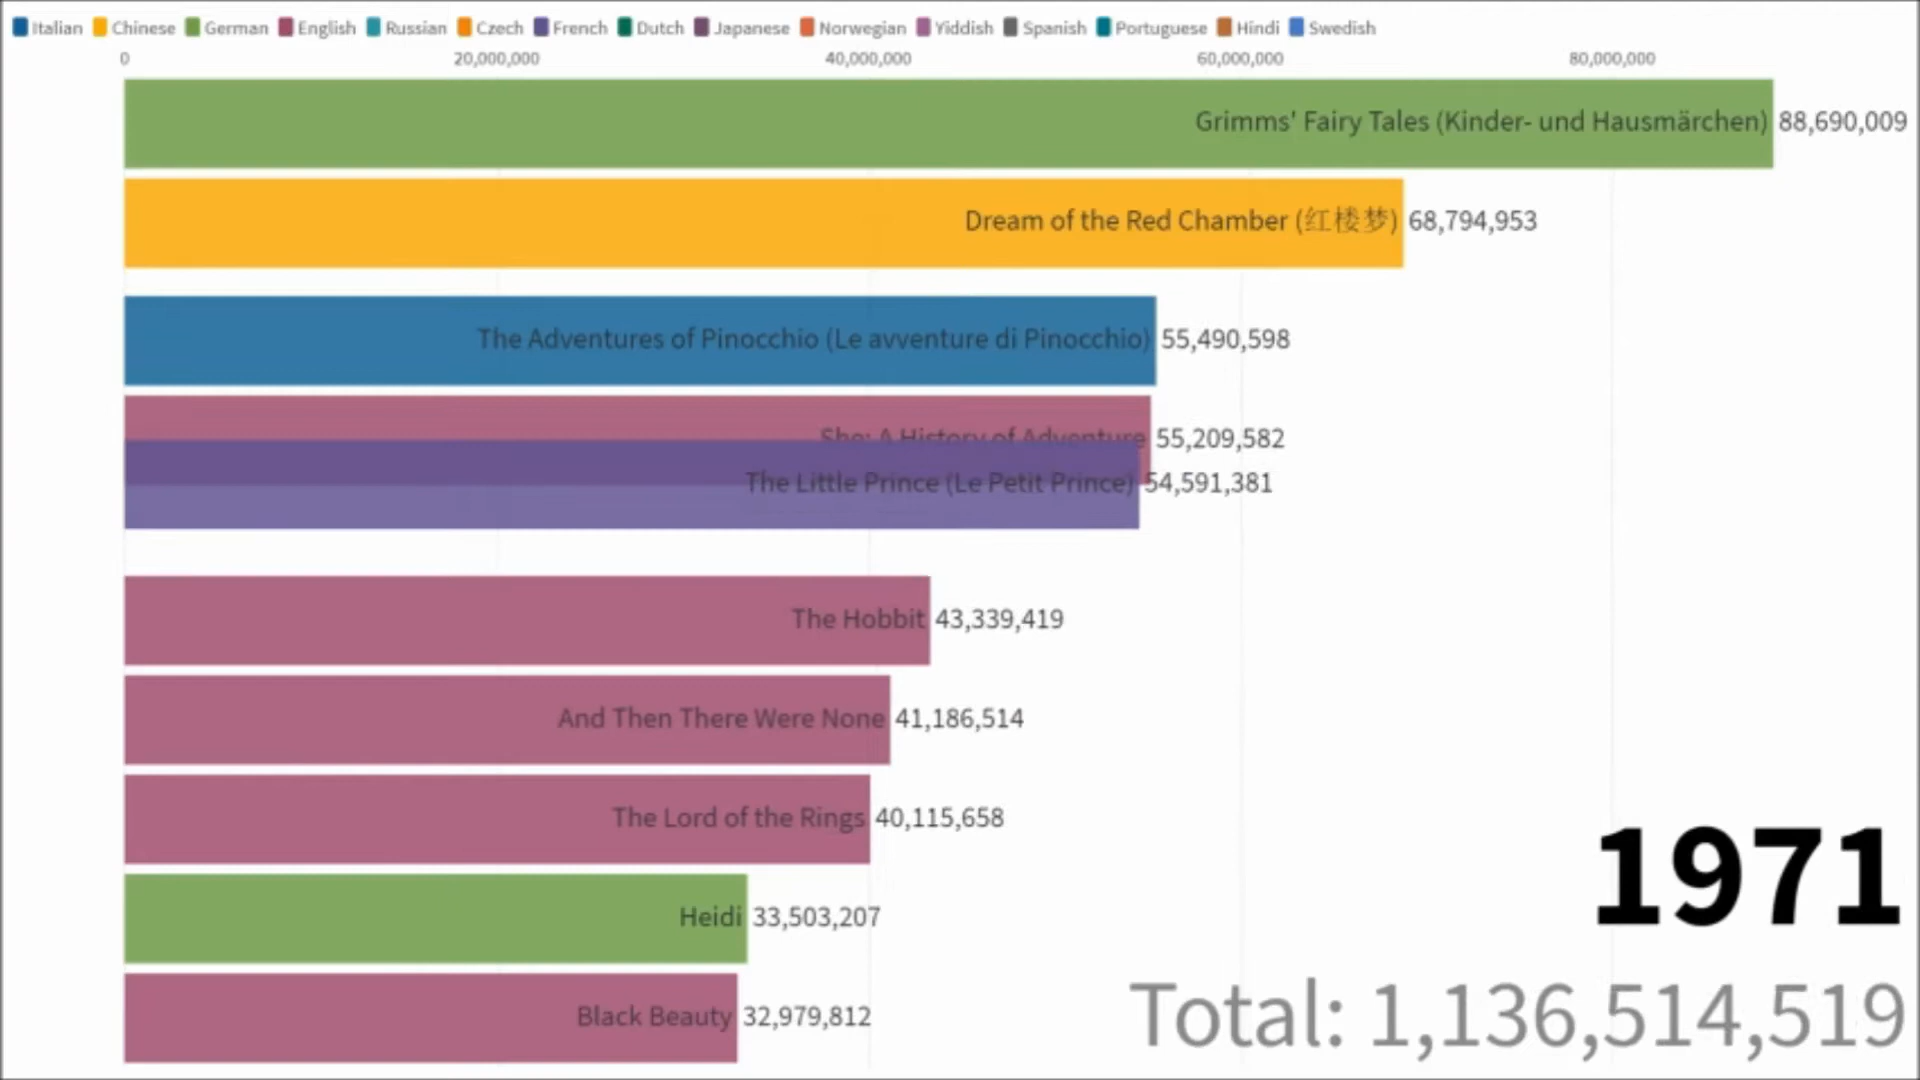 Italian Chinese German English Russian Czech French Dutch Japanese Norwegian Yiddish Spanish Portuguese Hindi Swedish
0 20,000,000 40,000,000 60,000,000 80,000,000
Grimms' Fairy Tales (Kinder- und Hausmärchen) 88,690,009
Dream of the Red Chamber (红楼梦) 68,794,953
The Adventures of Pinocchio (Le avventure di Pinocchio) 55,490,598
She: A History of Adventure 55,209,582
The Little Prince (Le Petit Prince) 54,591,381
The Hobbit 43,339,419
And Then There Were None 41,186,514
The Lord of the Rings 40,115,658
Heidi 33,503,207
Black Beauty 32,979,812
1971
Total: 1,136,514,519